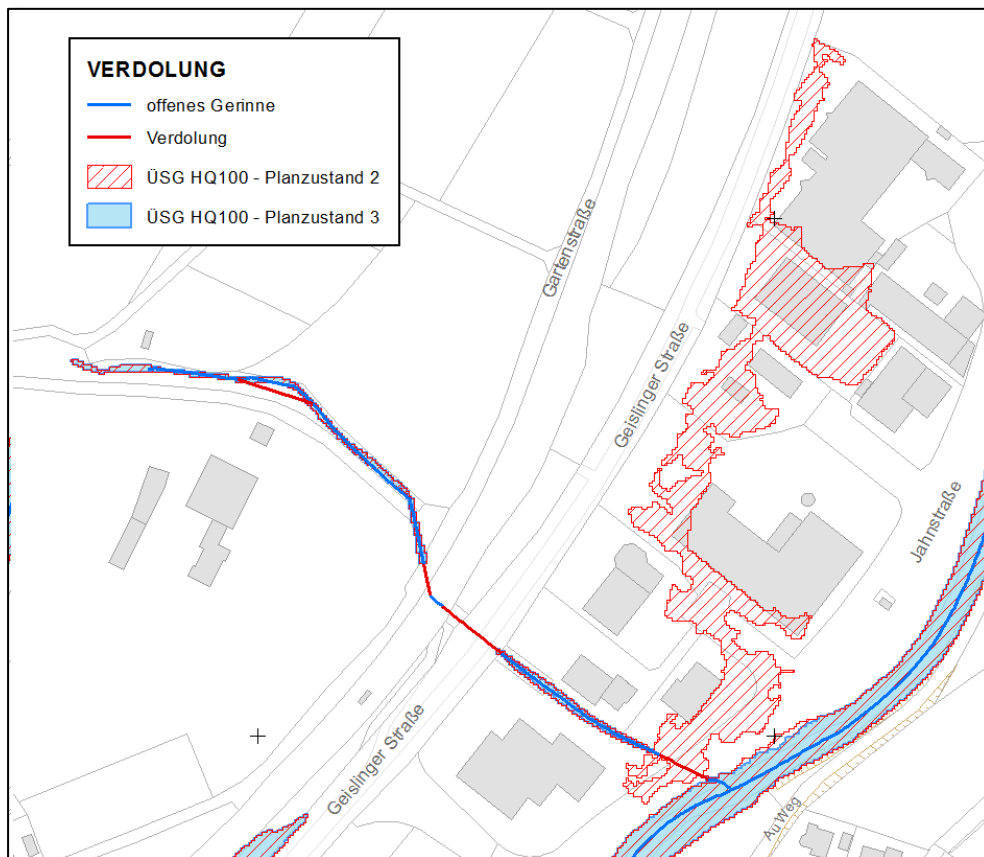 VERDOLUNG
offenes Gerinne
Verdolung
ÜSG HQ100 - Planzustand 2
ÜSG HQ100 - Planzustand 3
Gartenstraße
Geislinger Straße
Jahnstraße
Geislinger Straße
Au Weg